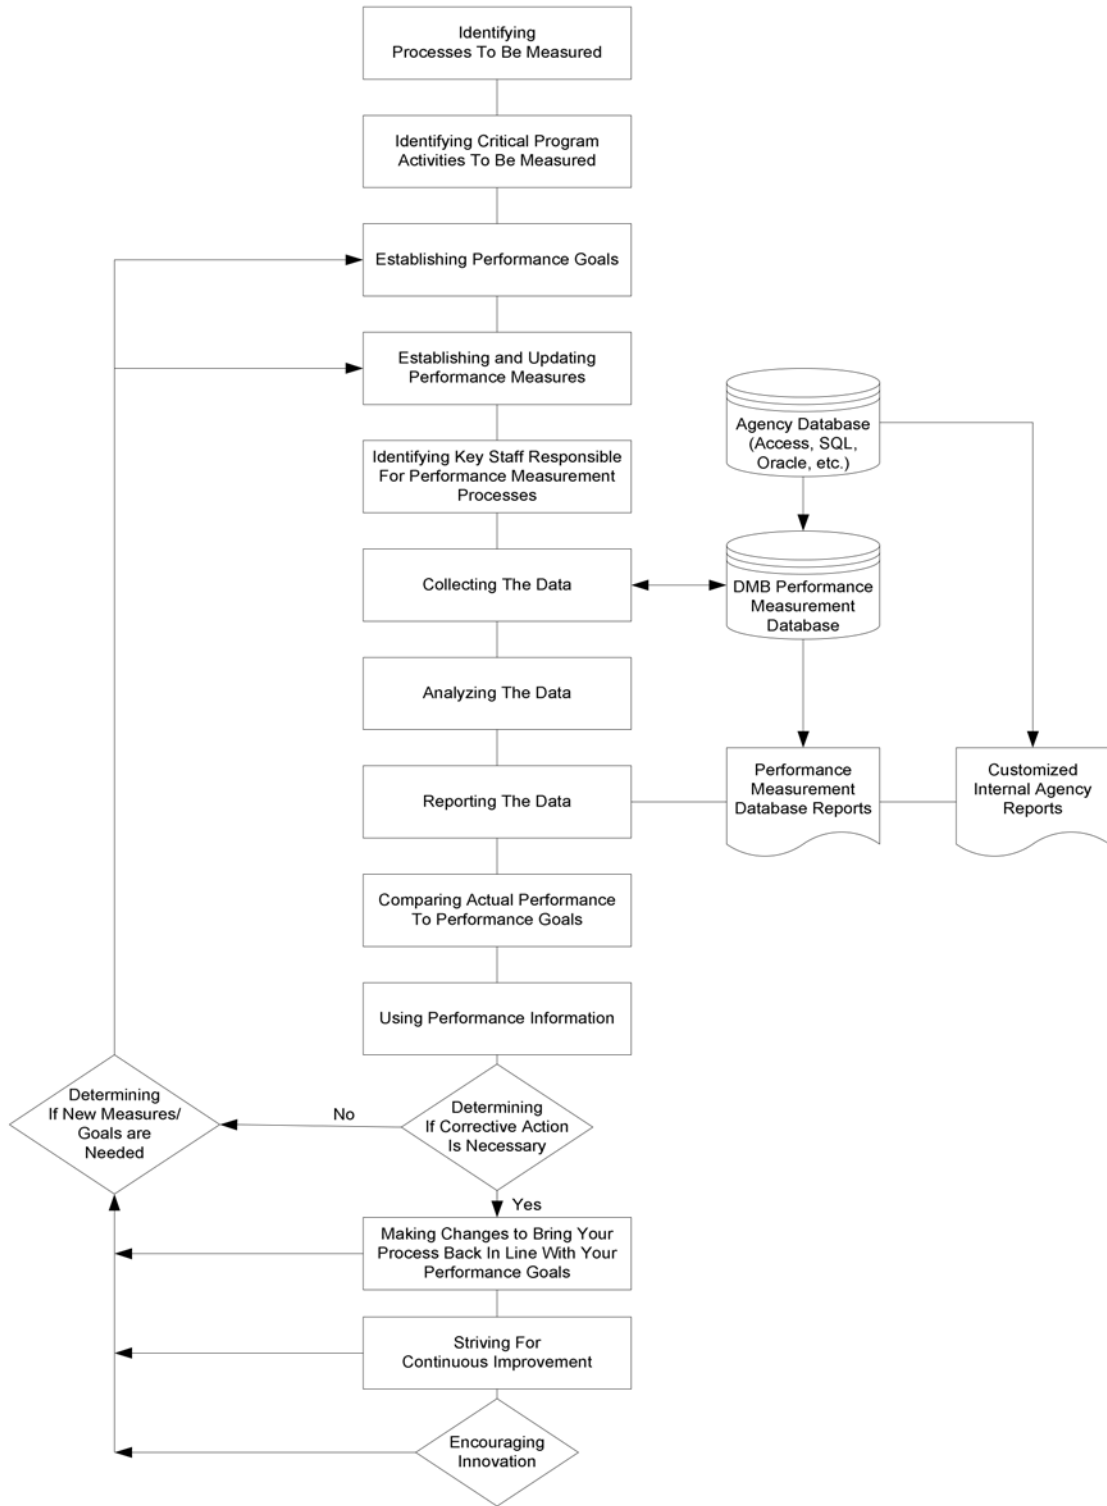 Identifying
Processes To Be Measured
Identifying Critical Program
Activities To Be Measured
Establishing Performance Goals
Establishing and Updating
Performance Measures
Agency Database
(Access, SQL,
Oracle, etc.)
Identifying Key Staff Responsible
For Performance Measurement
Processes
Collecting The Data
DMB Performance
Measurement
Database
Analyzing The Data
Reporting The Data
Performance
Measurement
Database Reports
Customized
Internal Agency
Reports
Comparing Actual Performance
To Performance Goals
Using Performance Information
Determining
If New Measures/
Goals are
Needed
No
Determining
If Corrective Action
Is Necessary
Yes
Making Changes to Bring Your
Process Back In Line With Your
Performance Goals
Striving For
Continuous Improvement
Encouraging
Innovation